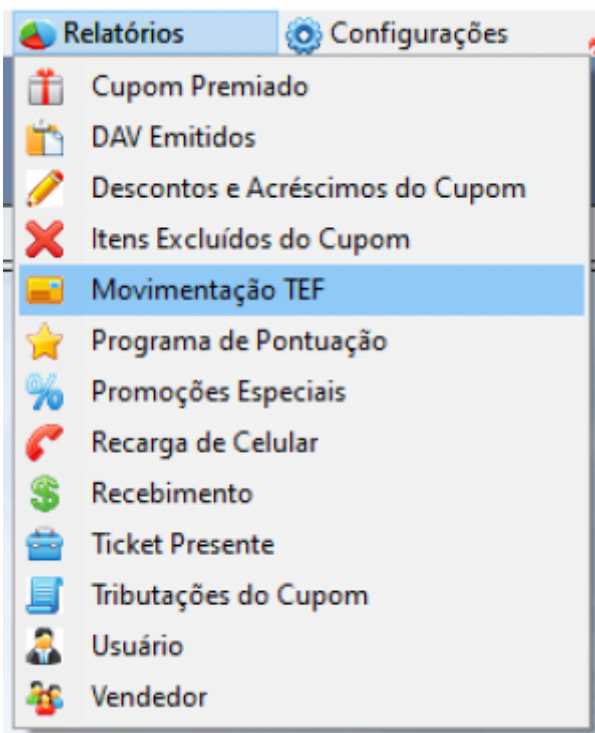 Relatórios Configurações
Cupom Premiado
DAV Emitidos
Descontos e Acréscimos do Cupom
Itens Excluídos do Cupom
Movimentação TEF
Programa de Pontuação
Promoções Especiais
Recarga de Celular
Recebimento
Ticket Presente
Tributações do Cupom
Usuário
Vendedor